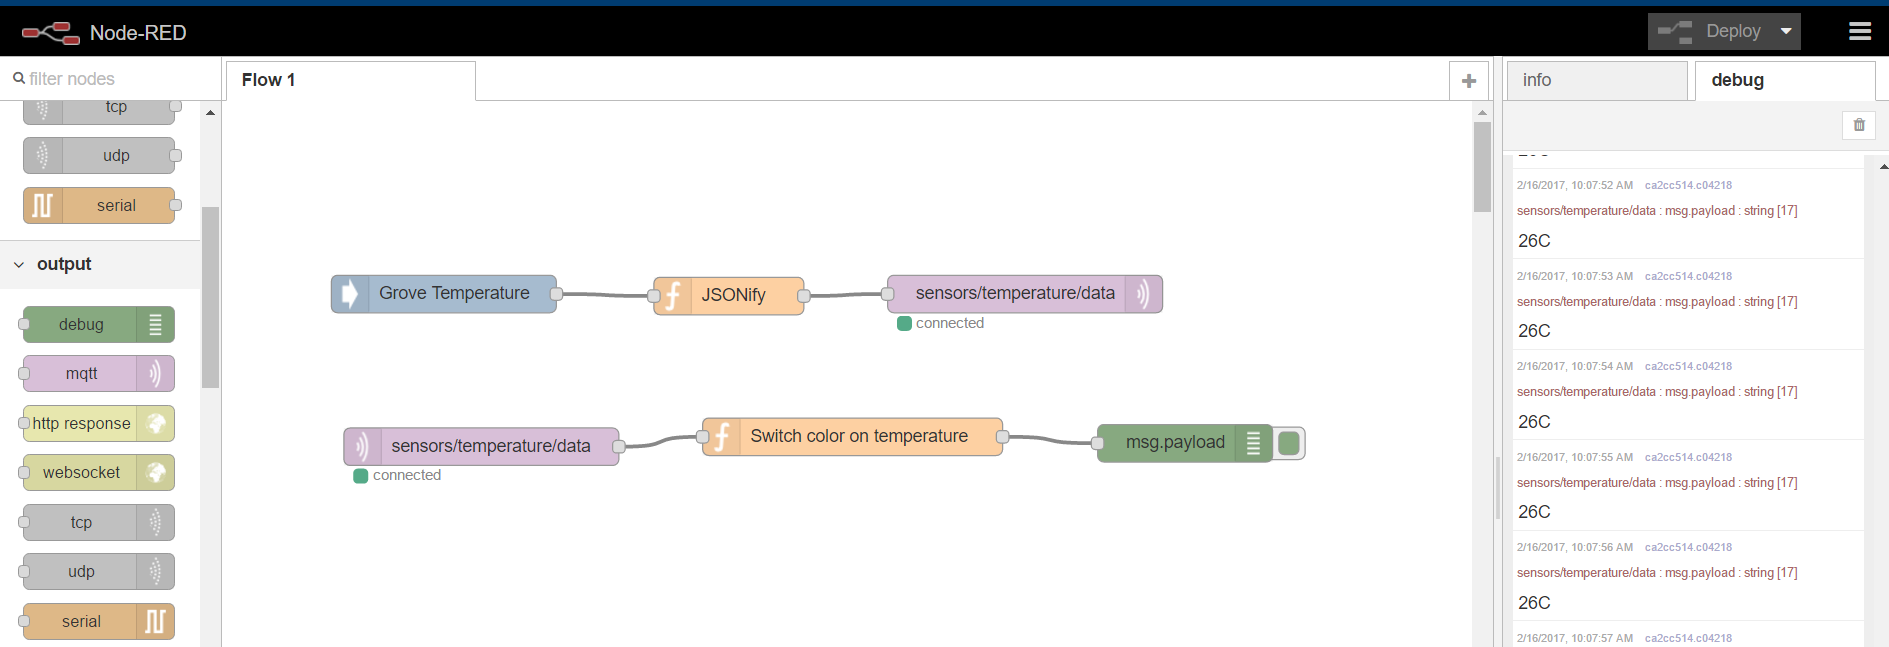 Node-RED
Deploy
filter nodes
Flow 1
+
info
debug
tcp
udp
serial
output
debug
mqtt
http response
websocket
tcp
udp
serial
Grove Temperature
JSONify
sensors/temperature/data
connected
sensors/temperature/data
connected
Switch color on temperature
msg.payload
2/16/2017, 10:07:52 AM ca2cc514.c04218
sensors/temperature/data : msg.payload : string [17]
26C
2/16/2017, 10:07:53 AM ca2cc514.c04218
sensors/temperature/data : msg.payload : string [17]
26C
2/16/2017, 10:07:54 AM ca2cc514.c04218
sensors/temperature/data : msg.payload : string [17]
26C
2/16/2017, 10:07:55 AM ca2cc514.c04218
sensors/temperature/data : msg.payload : string [17]
26C
2/16/2017, 10:07:56 AM ca2cc514.c04218
sensors/temperature/data : msg.payload : string [17]
26C
2/16/2017, 10:07:57 AM ca2cc514.c04218